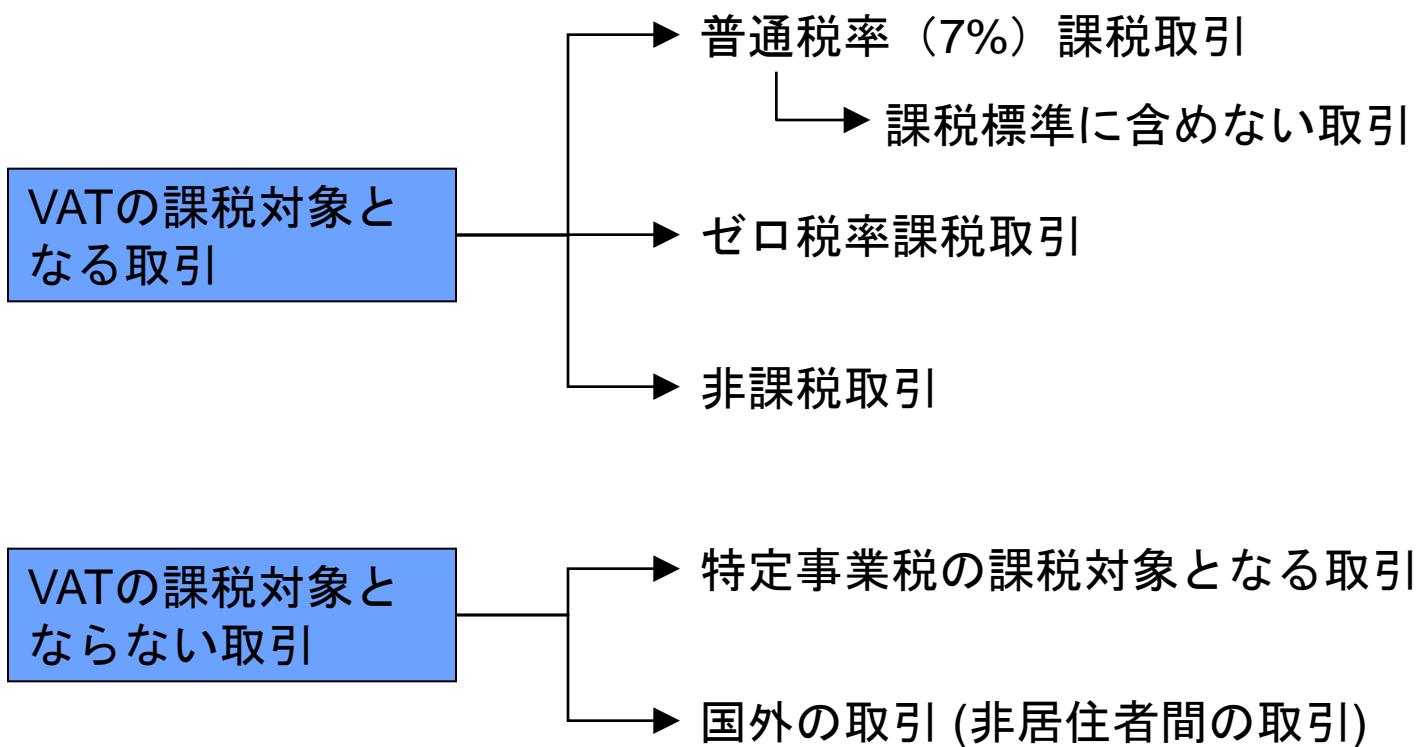 普通税率（7%）課税取引
課税標準に含めない取引
VATの課税対象と
なる取引
ゼロ税率課税取引
非課税取引
特定事業税の課税対象となる取引
VATの課税対象と
ならない取引
国外の取引 (非居住者間の取引)